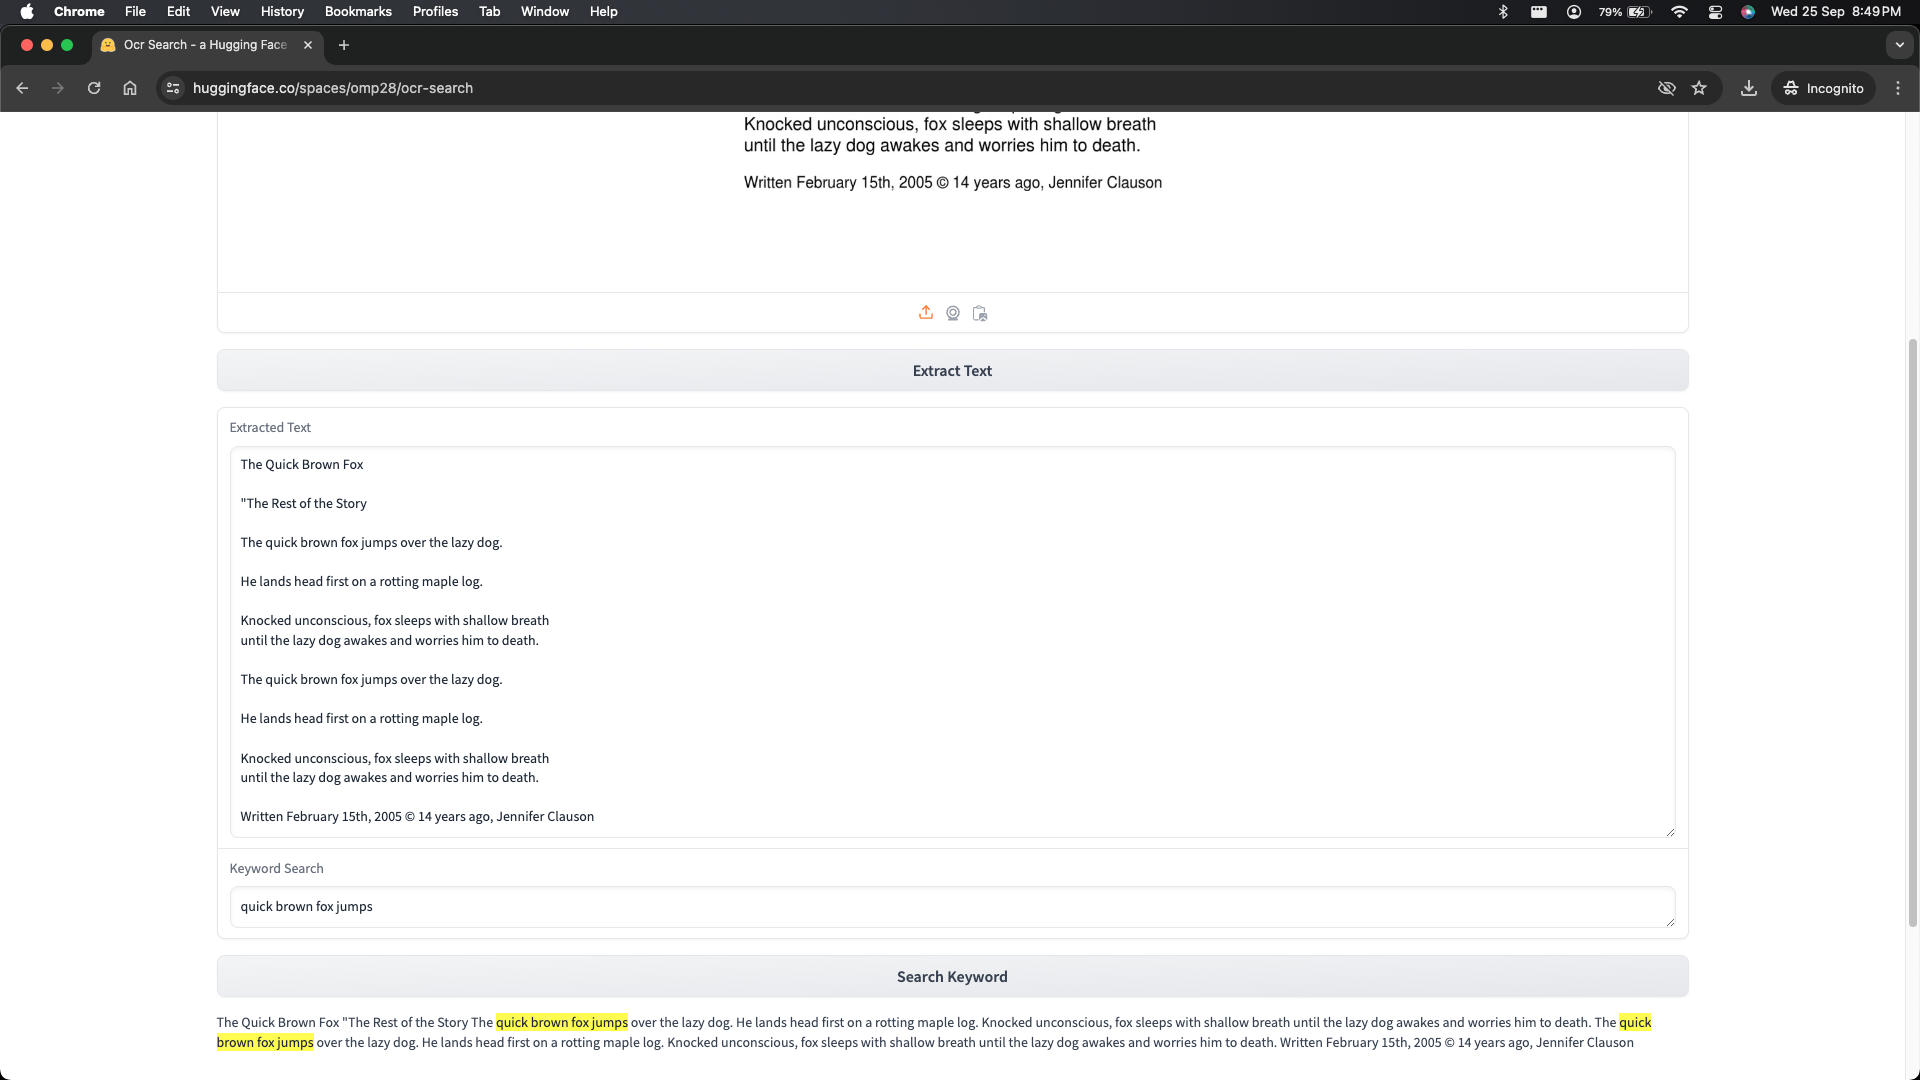 Chrome File Edit View History Bookmarks Profiles Tab Window Help 79% Wed 25 Sep 8:49 PM
Ocr Search - a Hugging Face
huggingface.co/spaces/omp28/ocr-search Incognito
Knocked unconscious, fox sleeps with shallow breath
until the lazy dog awakes and worries him to death.
Written February 15th, 2005 © 14 years ago, Jennifer Clauson
Extract Text
Extracted Text
The Quick Brown Fox
"The Rest of the Story
The quick brown fox jumps over the lazy dog.
He lands head first on a rotting maple log.
Knocked unconscious, fox sleeps with shallow breath
until the lazy dog awakes and worries him to death.
The quick brown fox jumps over the lazy dog.
He lands head first on a rotting maple log.
Knocked unconscious, fox sleeps with shallow breath
until the lazy dog awakes and worries him to death.
Written February 15th, 2005 © 14 years ago, Jennifer Clauson
Keyword Search
quick brown fox jumps
Search Keyword
The Quick Brown Fox "The Rest of the Story The quick brown fox jumps over the lazy dog. He lands head first on a rotting maple log. Knocked unconscious, fox sleeps with shallow breath until the lazy dog awakes and worries him to death. The quick
brown fox jumps over the lazy dog. He lands head first on a rotting maple log. Knocked unconscious, fox sleeps with shallow breath until the lazy dog awakes and worries him to death. Written February 15th, 2005 © 14 years ago, Jennifer Clauson